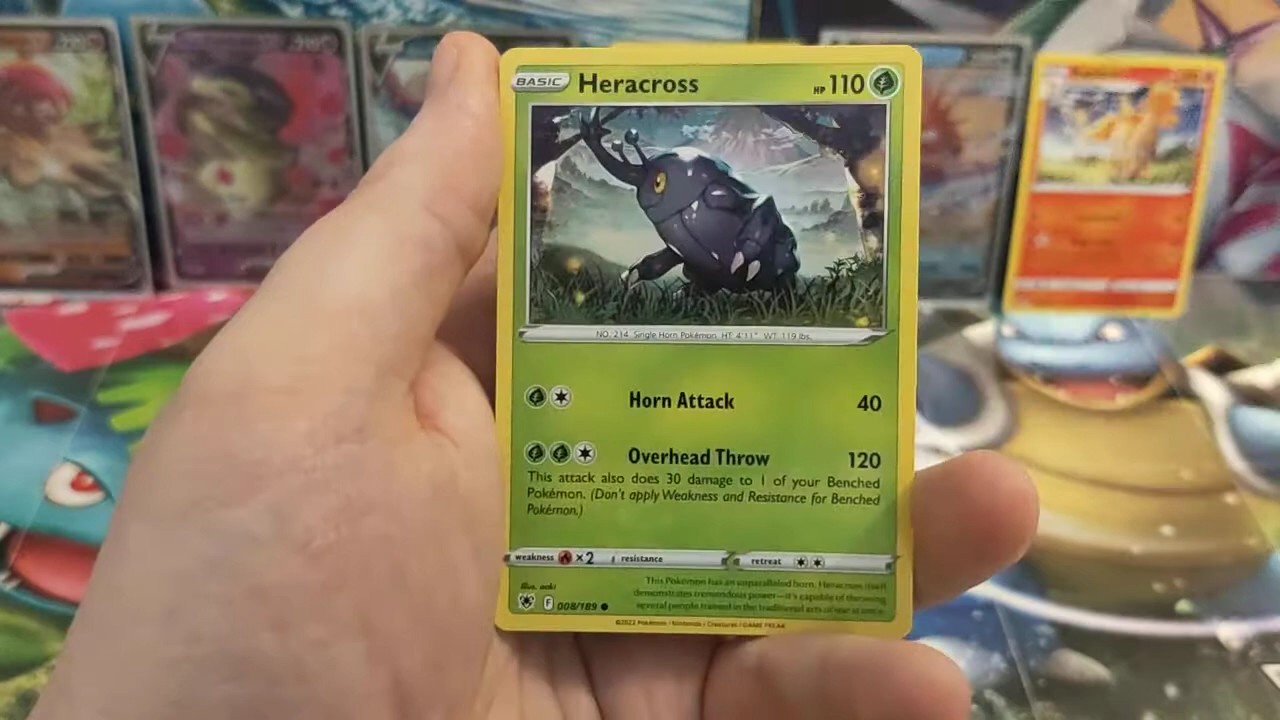 BASIC Heracross HP 110
NO. 214 Single Horn Pokémon HT: 4'11" WT: 119 lbs.
Horn Attack 40
Overhead Throw 120
This attack also does 30 damage to 1 of your Benched
Pokémon. (Don't apply Weakness and Resistance for Benched
Pokémon.)
weakness ×2 resistance retreat
Illus. aoki
This Pokémon has an unparalleled horn. Heracross itself
demonstrates tremendous power—it's capable of throwing
several people trained in the traditional arts of war at once.
F 008/189
©2022 Pokémon / Nintendo / Creatures / GAME FREAK